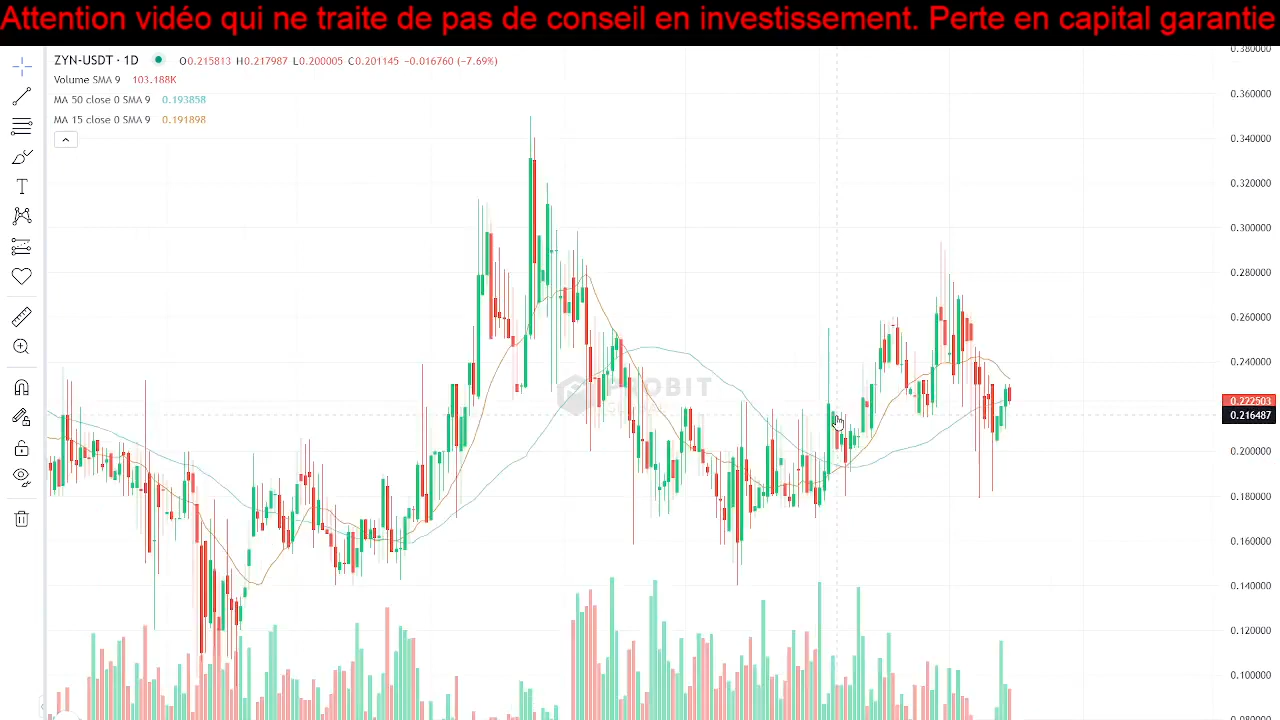 Attention vidéo qui ne traite de pas de conseil en investissement. Perte en capital garantie
ZYN-USDT · 1D O0.215813 H0.217987 L0.200005 C0.201145 −0.016760 (−7.69%)
Volume SMA 9 103.188K
MA 50 close 0 SMA 9 0.193858
MA 15 close 0 SMA 9 0.191898
T
PROBIT
0.380000
0.360000
0.340000
0.320000
0.300000
0.280000
0.260000
0.240000
0.222503
0.216487
0.200000
0.180000
0.160000
0.140000
0.120000
0.100000
0.080000